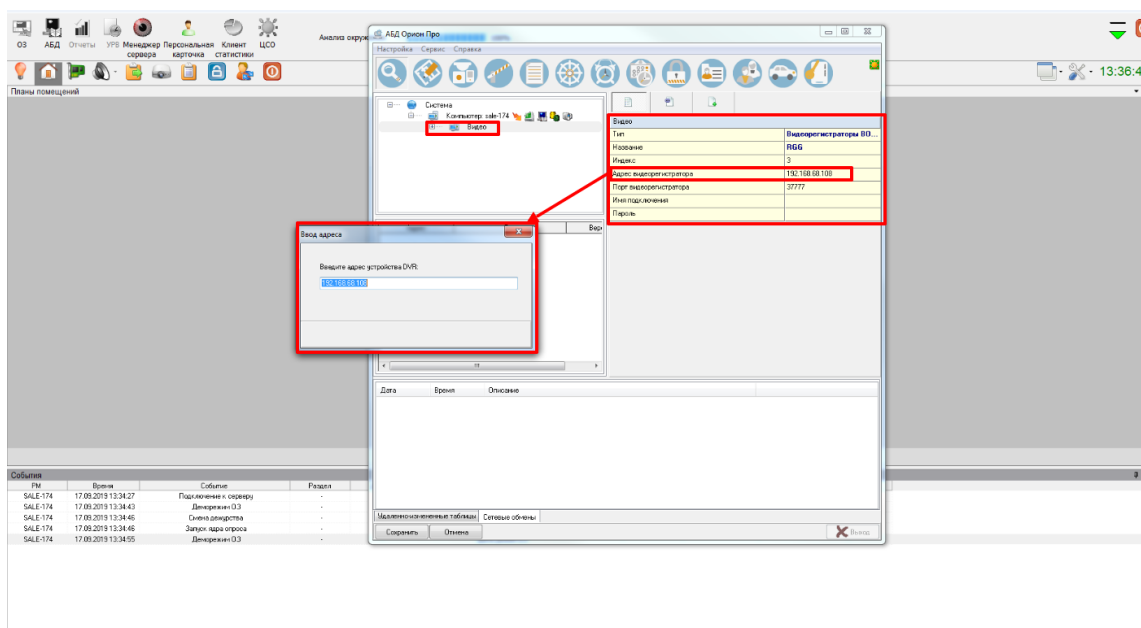 ОЗ АБД Отчеты УРВ Менеджер сервера Персональная карточка Клиент статистики ЦСО
13:36:4
Планы помещений
Анализ окруж
АБД Орион Про
Настройка Сервис Справка
Система
Компьютер: sale-174
Видео
Видео
Тип Видеорегистраторы BO...
Название RGG
Индекс 3
Адрес видеорегистратора 192.168.68.108
Порт видеорегистратора 37777
Имя подключения
Пароль
Верс
Ввод адреса
Введите адрес устройства DVR:
192.168.68.108
Дата Время Описание
Удаленно-измененные таблицы Сетевые обмены
Сохранить Отмена Выход
События
РМ Время Событие Раздел
SALE-174 17.09.2019 13:34:27 Подключение к серверу -
SALE-174 17.09.2019 13:34:43 Деморежим ОЗ -
SALE-174 17.09.2019 13:34:46 Смена дежурства -
SALE-174 17.09.2019 13:34:46 Запуск ядра опроса -
SALE-174 17.09.2019 13:34:55 Деморежим ОЗ -